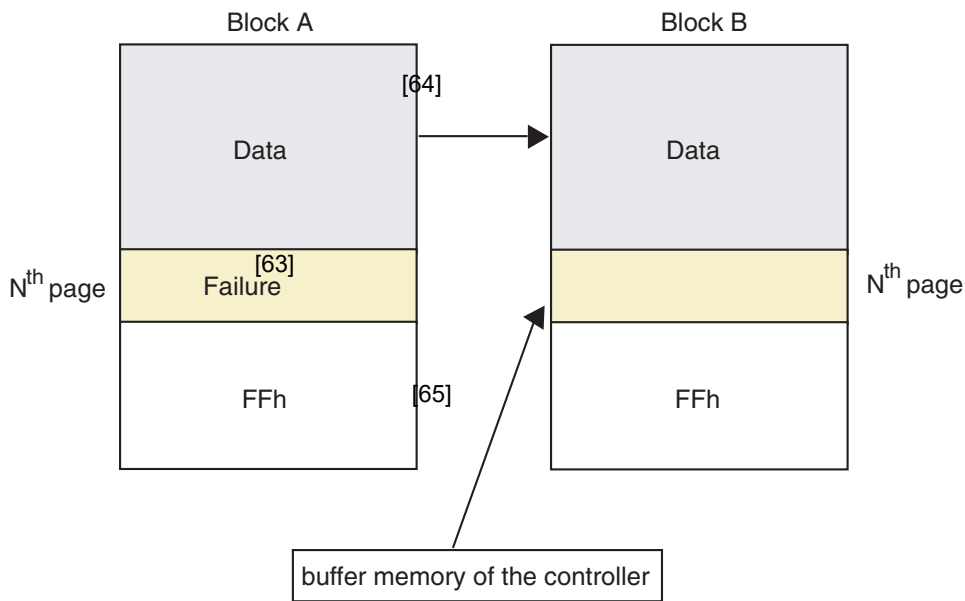 Block A
Block B
[64]
Data
Data
[63]
Nth page
Failure
Nth page
FFh
[65]
FFh
buffer memory of the controller